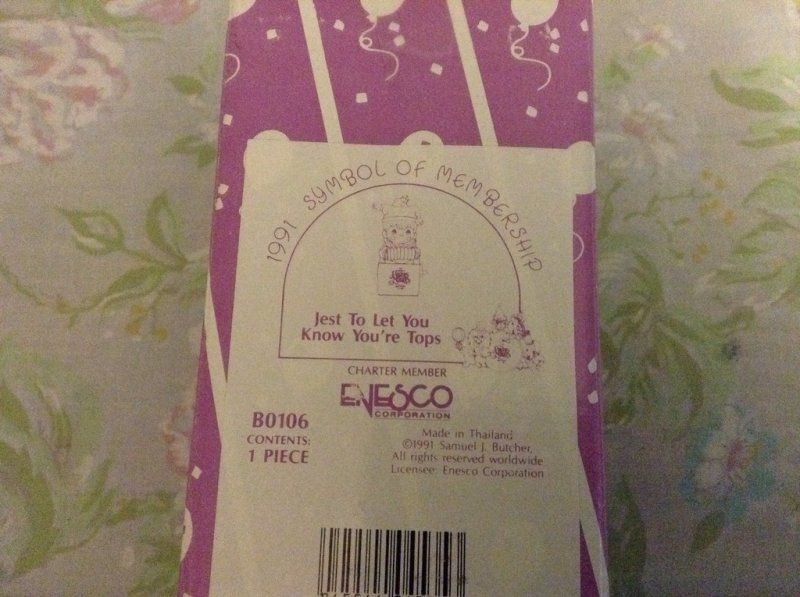 1991 SYMBOL OF MEMBERSHIP
Jest To Let You
Know You're Tops
CHARTER MEMBER
ENESCO
CORPORATION
B0106
CONTENTS:
1 PIECE
Made in Thailand
©1991 Samuel J. Butcher,
All rights reserved worldwide
Licensee: Enesco Corporation